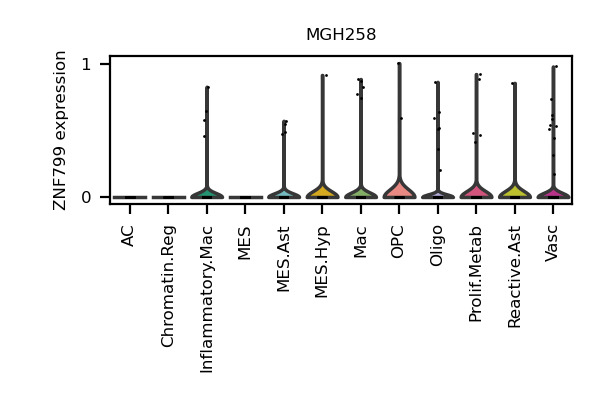 MGH258
ZNF799 expression
1
0
AC
Chromatin.Reg
Inflammatory.Mac
MES
MES.Ast
MES.Hyp
Mac
OPC
Oligo
Prolif.Metab
Reactive.Ast
Vasc